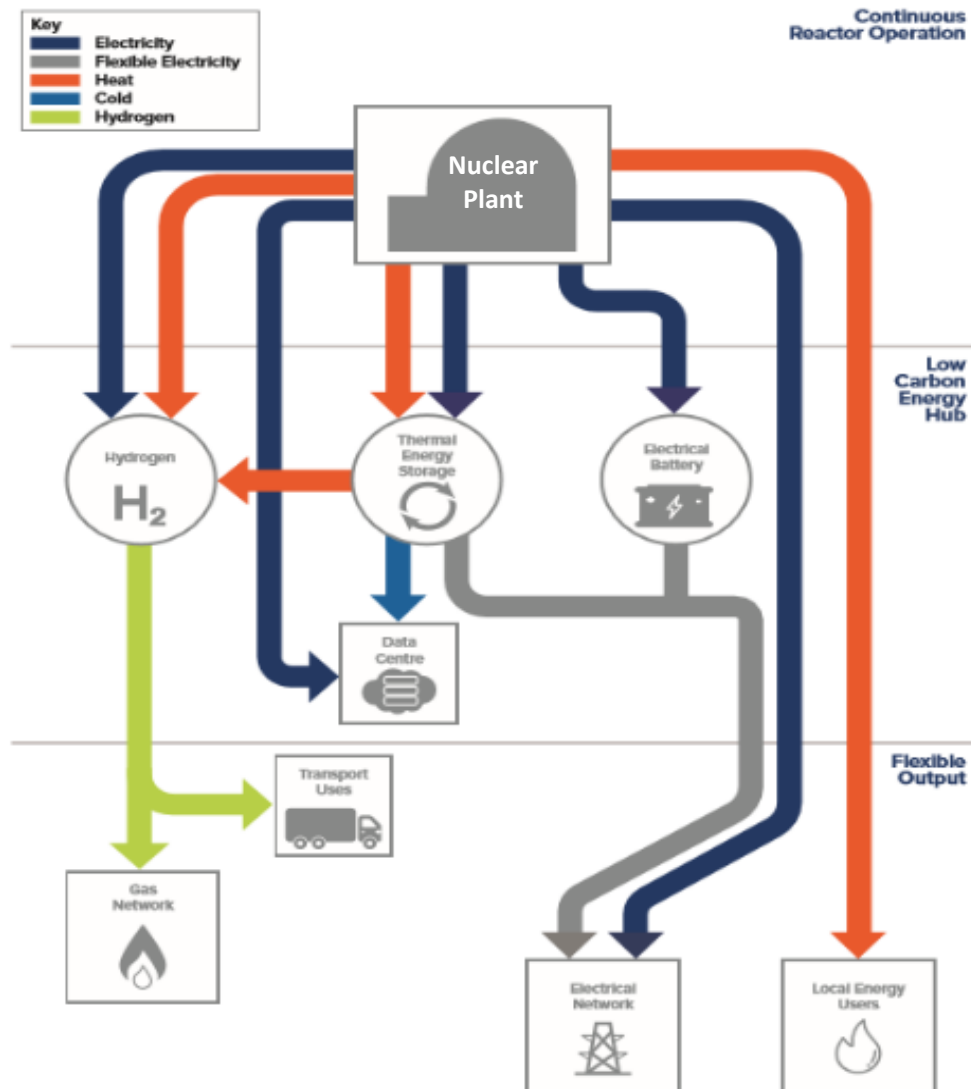 Key
Electricity
Flexible Electricity
Heat
Cold
Hydrogen
Continuous
Reactor Operation
Nuclear
Plant
Low
Carbon
Energy
Hub
Hydrogen
H₂
Thermal
Energy
Storage
Electrical
Battery
Data
Centre
Flexible
Output
Transport
Uses
Gas
Network
Electrical
Network
Local Energy
Users